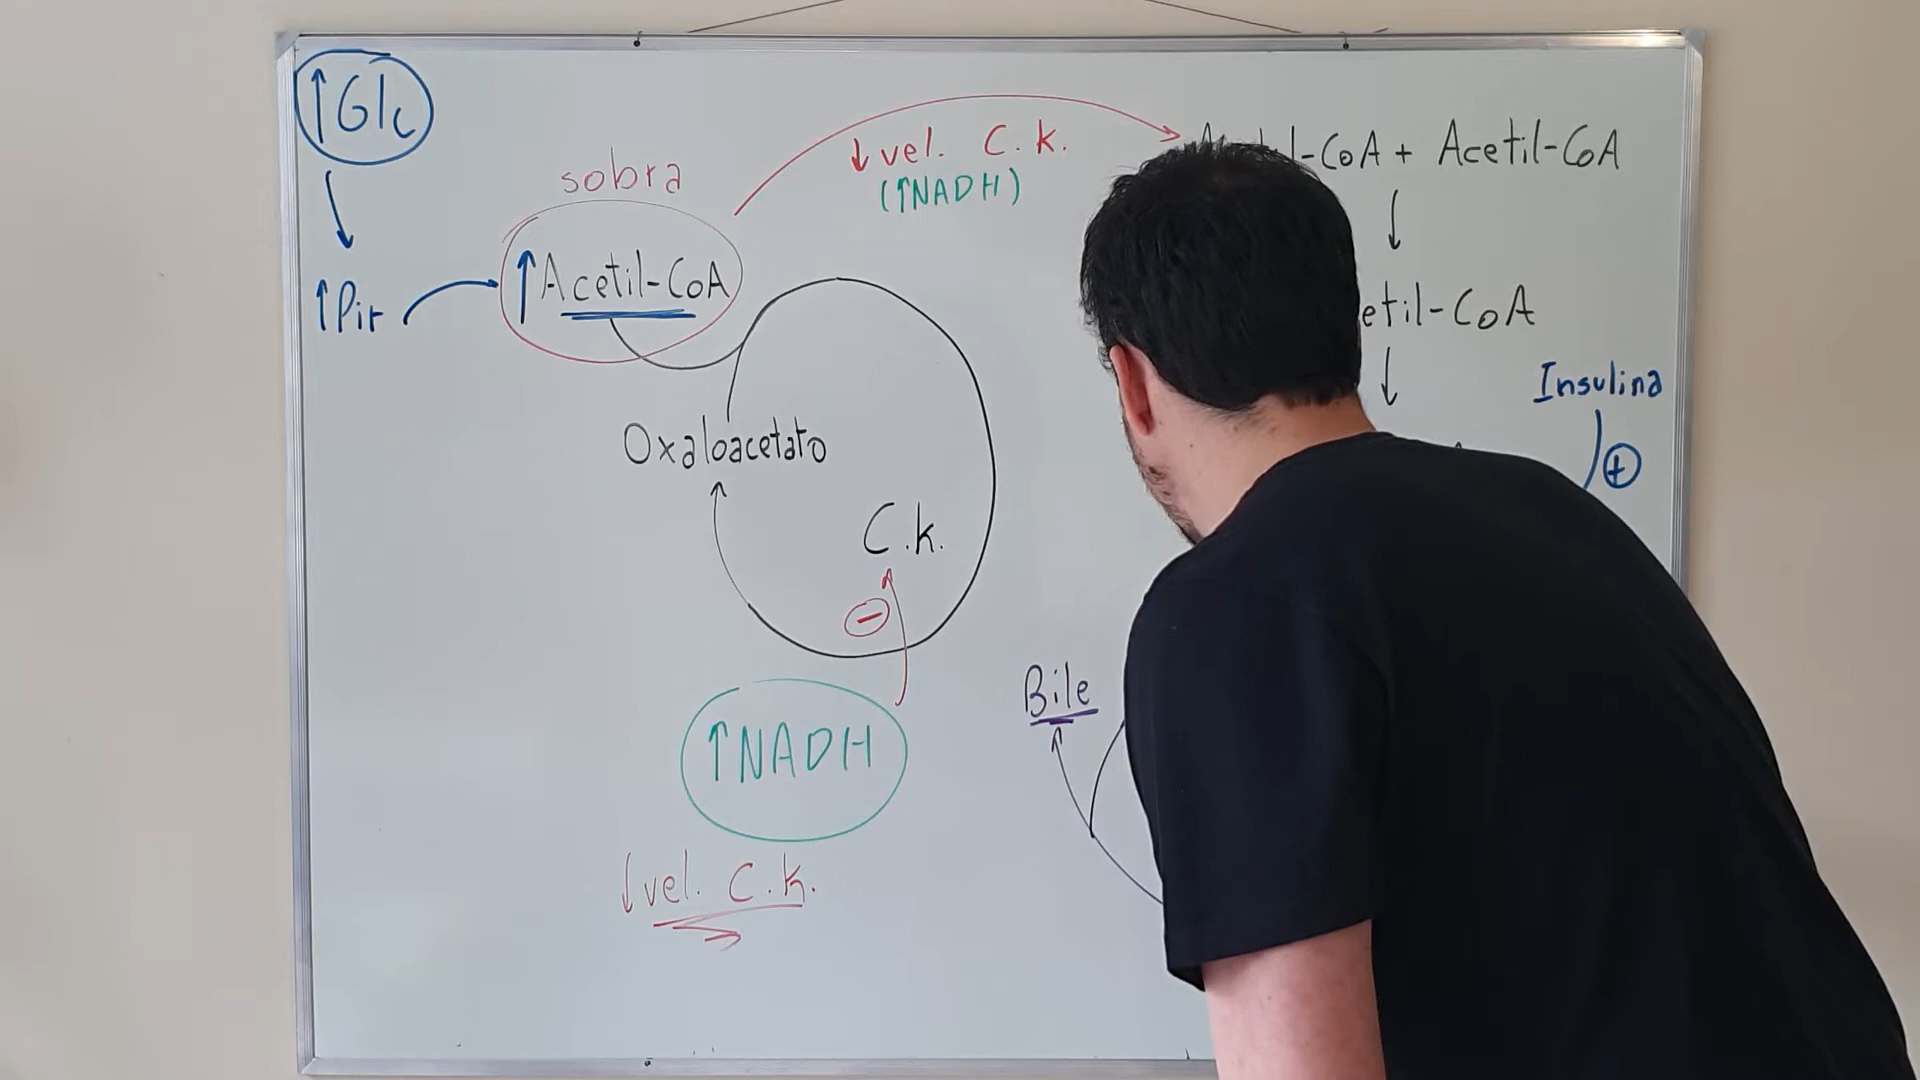 ↑Glc
↑Pir
sobra
↑Acetil-CoA
Oxaloacetato
C.k.
-
↑NADH
↓vel. C.k.
↓vel. C.k.
(↑NADH)
-CoA + Acetil-CoA
etil-CoA
Insulina
+
Bile